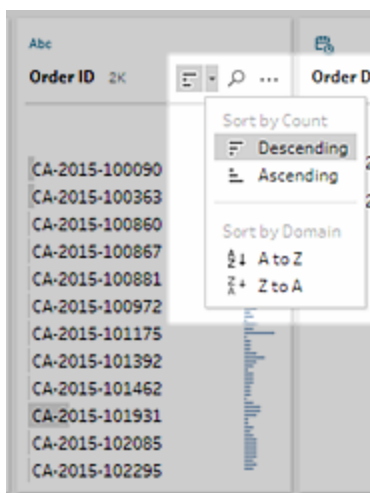 Abc
Order ID 2K ... Order D
Sort by Count
Descending
Ascending
Sort by Domain
A to Z
Z to A
CA-2015-100090
CA-2015-100363
CA-2015-100860
CA-2015-100867
CA-2015-100881
CA-2015-100972
CA-2015-101175
CA-2015-101392
CA-2015-101462
CA-2015-101931
CA-2015-102085
CA-2015-102295